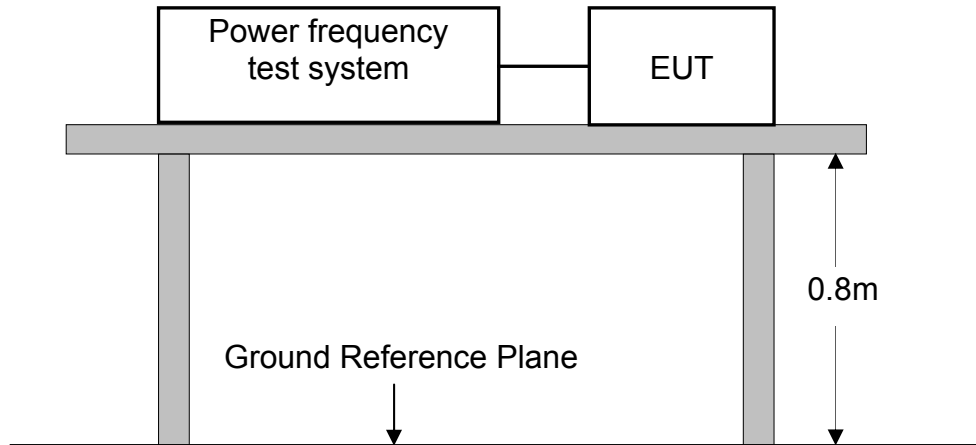 Power frequency
test system
EUT
0.8m
Ground Reference Plane